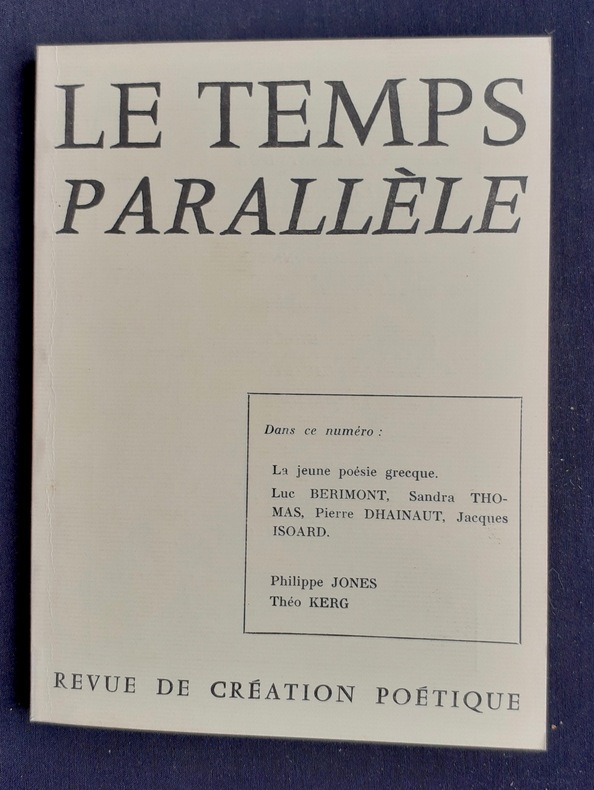 LE TEMPS
PARALLÈLE
Dans ce numéro :
La jeune poésie grecque.
Luc BERIMONT, Sandra THO-
MAS, Pierre DHAINAUT, Jacques
ISOARD.
Philippe JONES
Théo KERG
REVUE DE CRÉATION POÉTIQUE